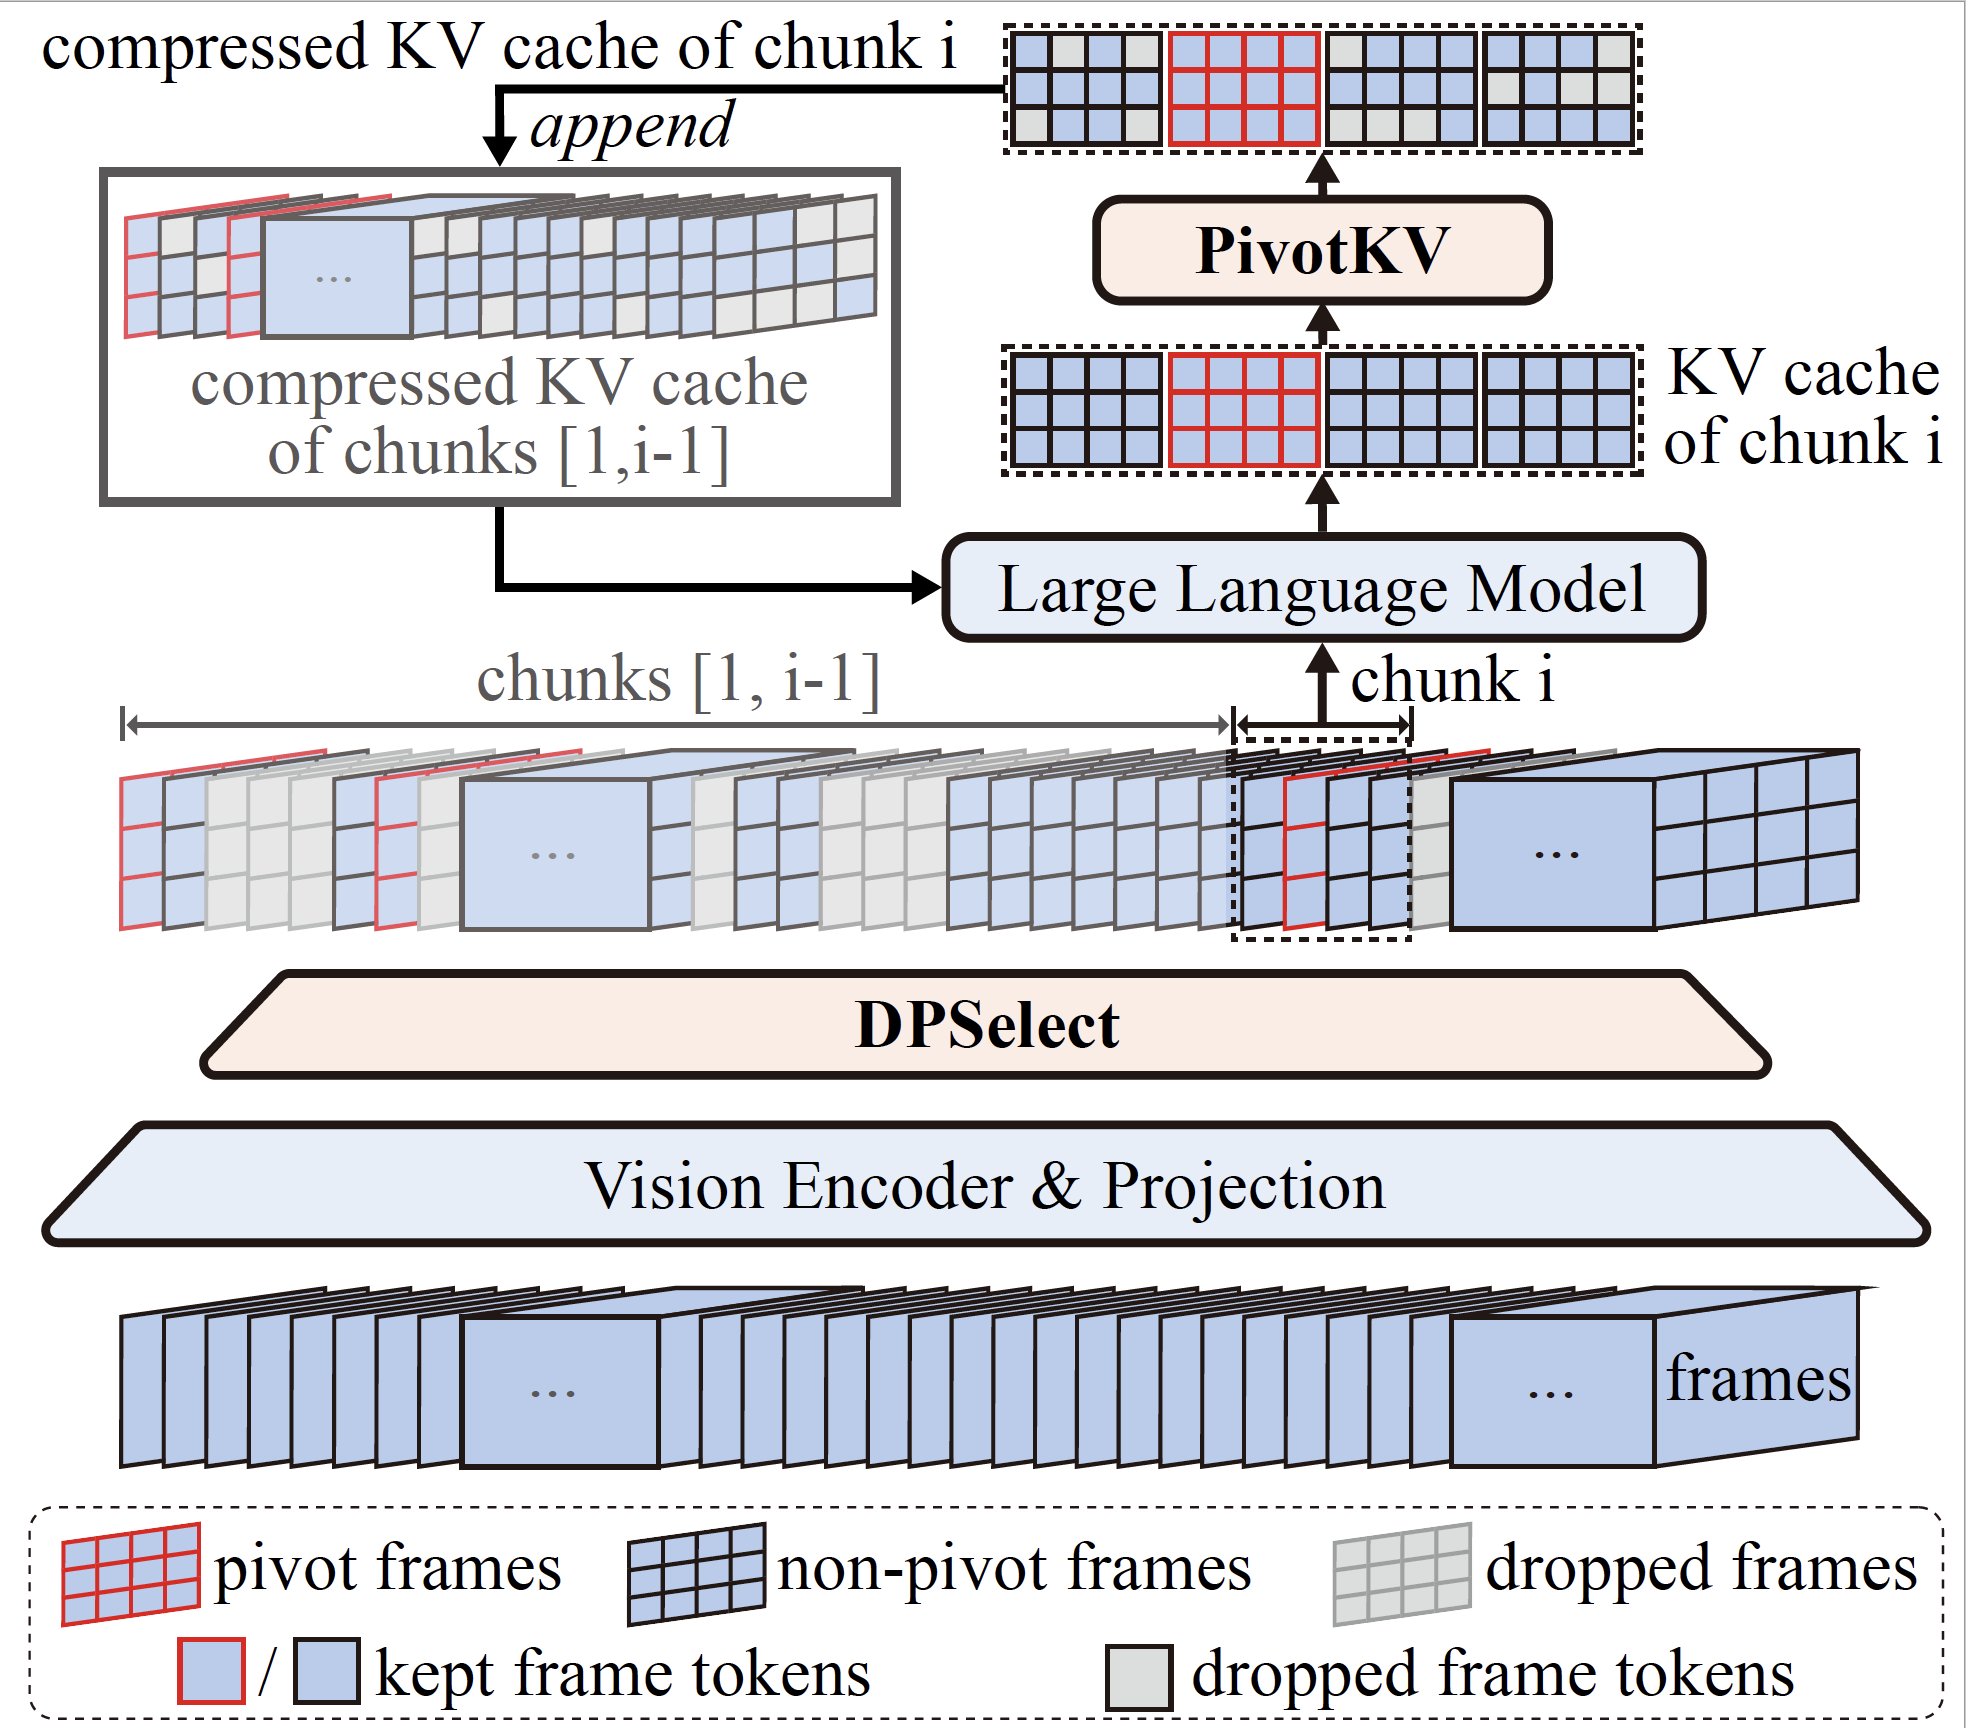 compressed KV cache of chunk i
append
PivotKV
compressed KV cache
of chunks [1,i-1]
KV cache
of chunk i
Large Language Model
chunks [1, i-1]
chunk i
...
...
...
DPSelect
Vision Encoder & Projection
...
...
frames
pivot frames
non-pivot frames
dropped frames
/
kept frame tokens
dropped frame tokens